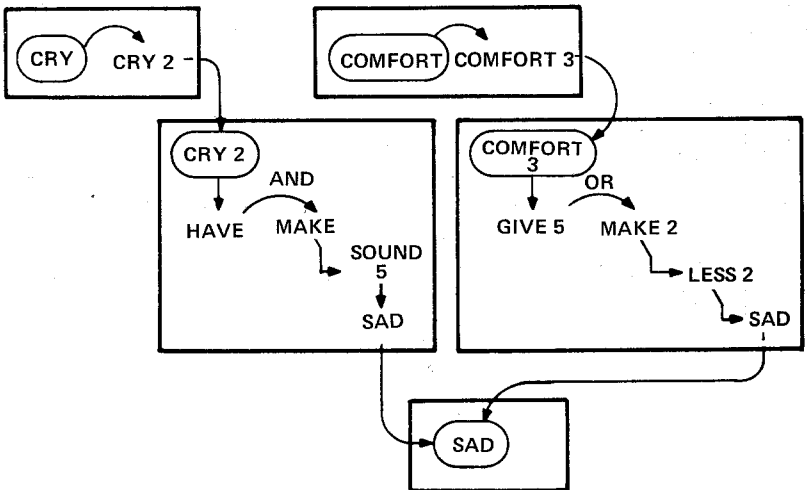 CRY CRY 2
COMFORT COMFORT 3
CRY 2
AND
HAVE MAKE
SOUND
5
SAD
COMFORT
3
OR
GIVE 5 MAKE 2
LESS 2
SAD
SAD